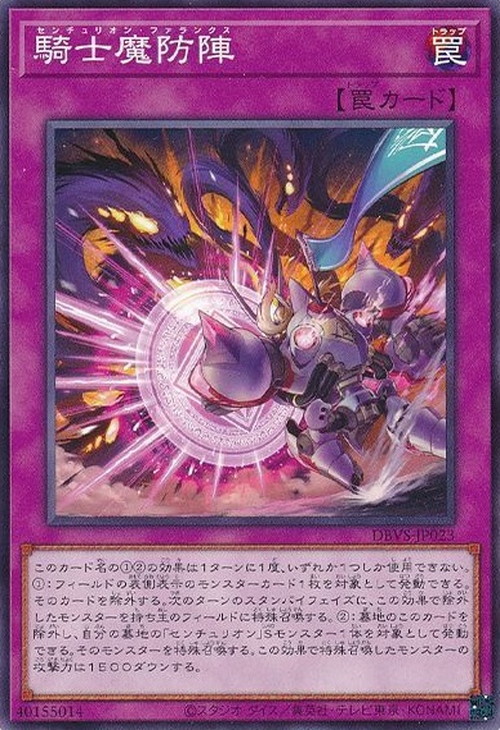 センチュリオン・ファランクス
騎士魔防陣
トラップ
罠
【罠カード】
DBVS-JP023
このカード名の①②の効果は１ターンに１度、いずれか１つしか使用できない。
①：フィールドの表側表示のモンスターカード１枚を対象として発動できる。
そのカードを除外する。次のターンのスタンバイフェイズに、この効果で除外
したモンスターを持ち主のフィールドに特殊召喚する。②：墓地のこのカードを
除外し、自分の墓地の「センチュリオン」Ｓモンスター１体を対象として発動
できる。そのモンスターを特殊召喚する。この効果で特殊召喚したモンスターの
攻撃力は１５００ダウンする。
40155014
©スタジオ・ダイス／集英社・テレビ東京・KONAMI